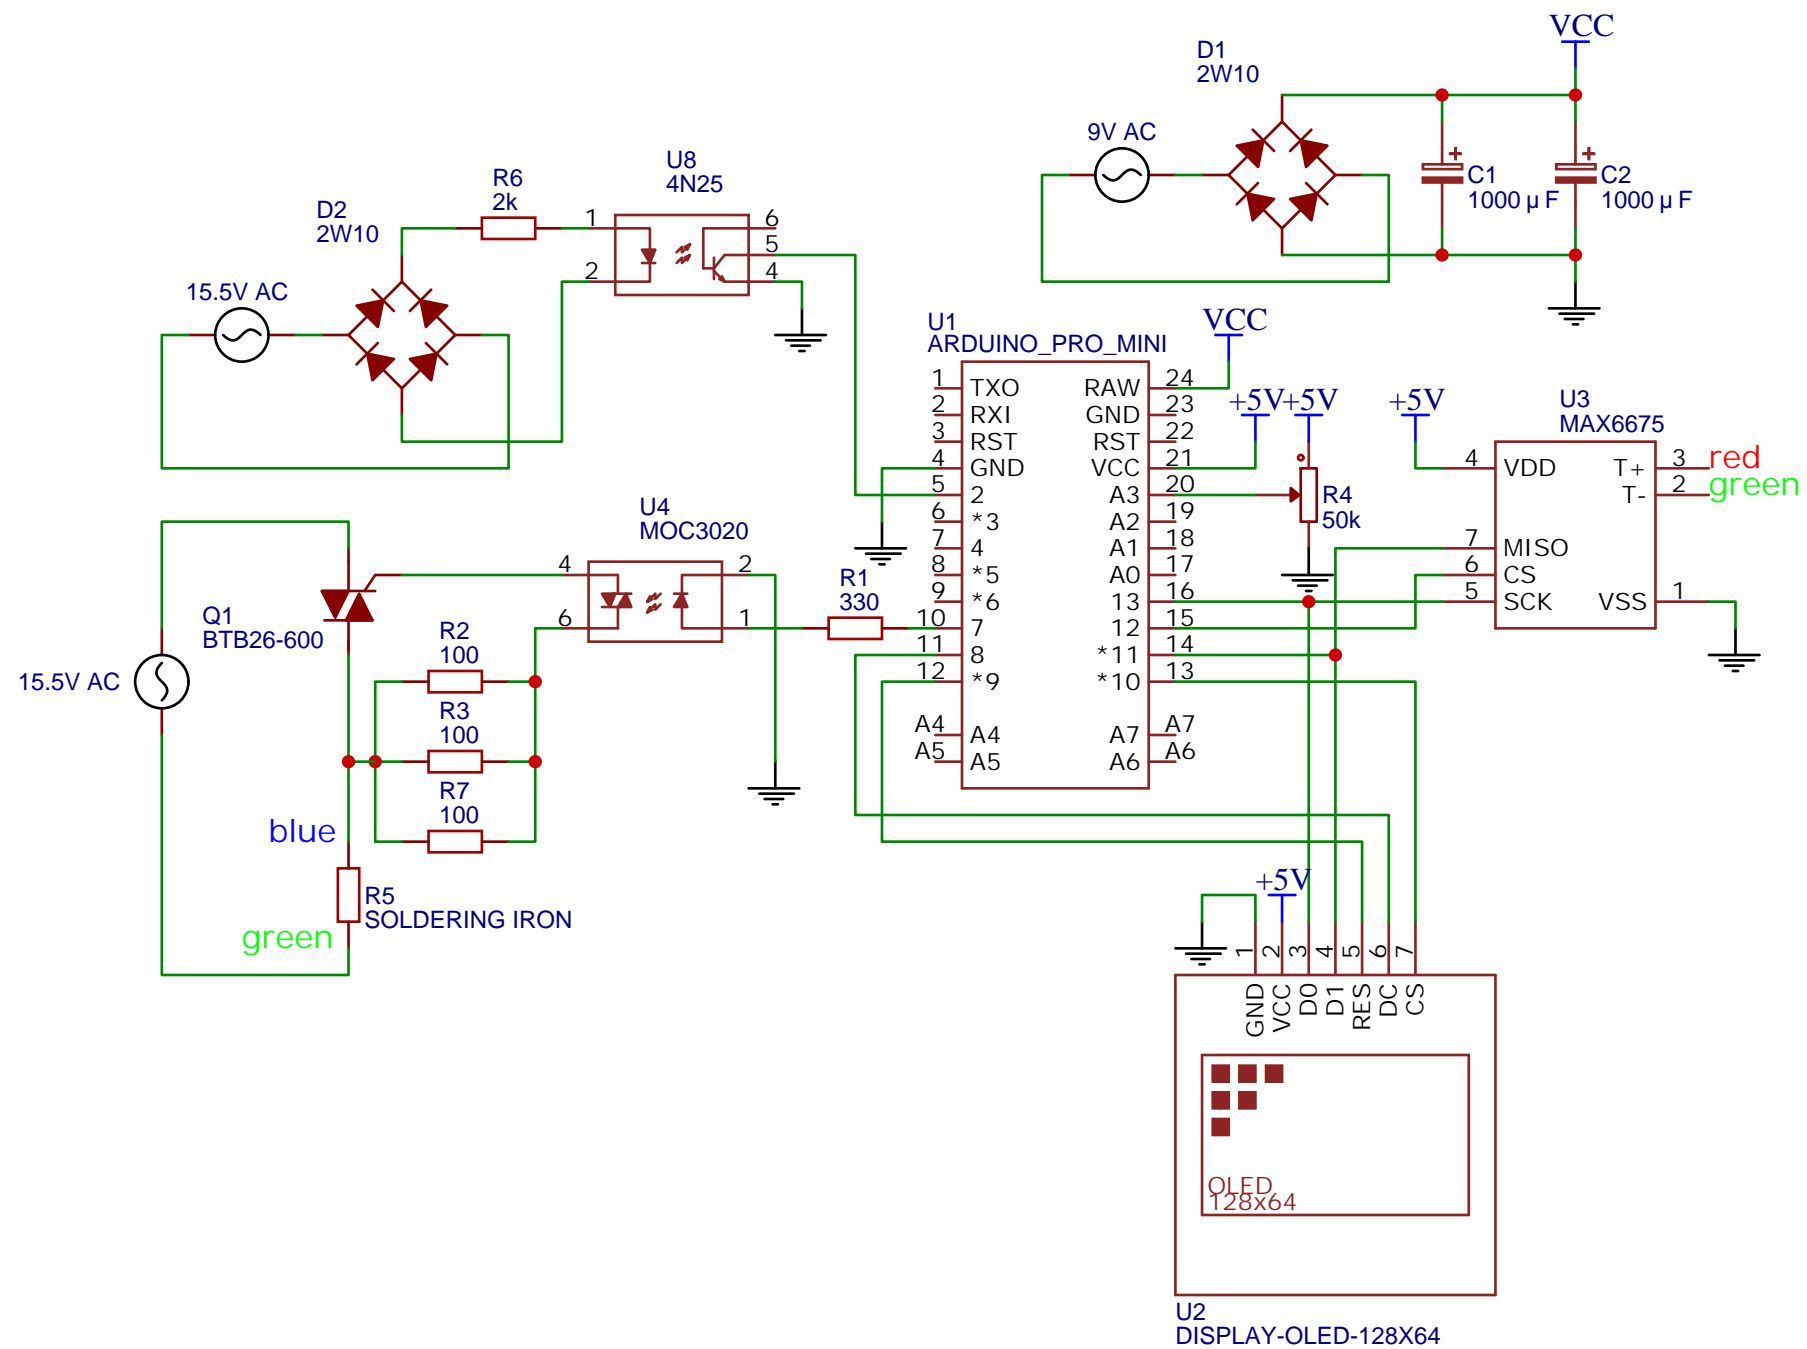 VCC
D1
2W10
9V AC
C1
1000 µ F
C2
1000 µ F
U8
4N25
R6
2k
D2
2W10
15.5V AC
1
2
6
5
4
U1
ARDUINO_PRO_MINI
VCC
1 TXO RAW 24
2 RXI GND 23
3 RST RST 22
4 GND VCC 21
5 2 A3 20
6 *3 A2 19
7 4 A1 18
8 *5 A0 17
9 *6 13 16
10 7 12 15
11 8 *11 14
12 *9 *10 13
A4 A4 A7 A7
A5 A5 A6 A6
+5V
+5V
R4
50k
+5V
U3
MAX6675
4 VDD T+ 3 red
T- 2 green
7 MISO
6 CS
5 SCK VSS 1
U4
MOC3020
4
6
2
1
R1
330
Q1
BTB26-600
15.5V AC
R2
100
R3
100
R7
100
blue
R5
SOLDERING IRON
green
+5V
1 2 3 4 5 6 7
GND VCC D0 D1 RES DC CS
OLED
128x64
U2
DISPLAY-OLED-128X64